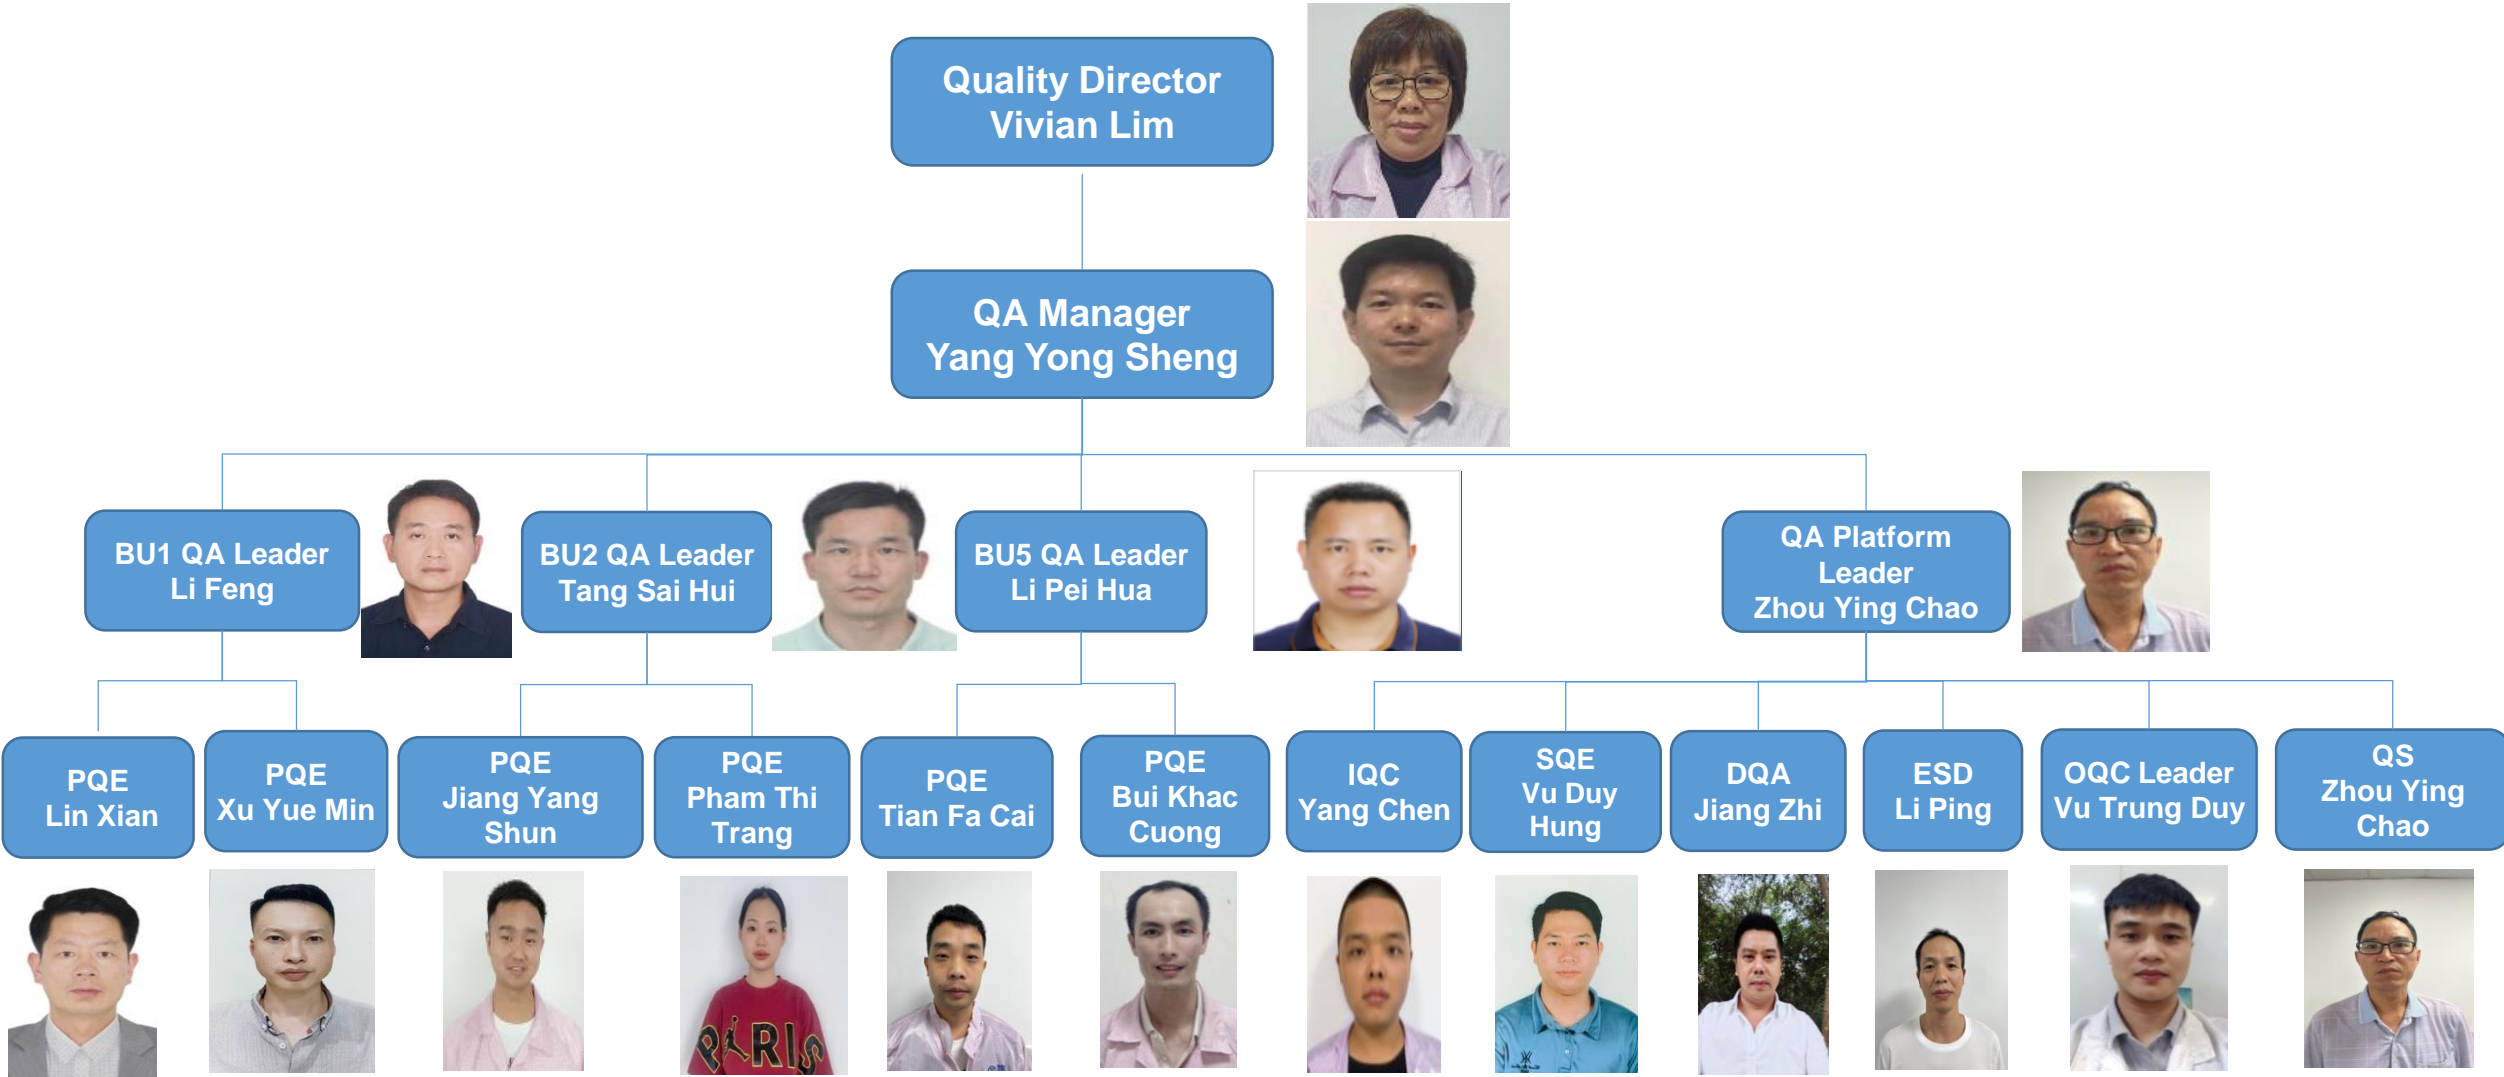 Quality Director
Vivian Lim
QA Manager
Yang Yong Sheng
BU1 QA Leader
Li Feng
BU2 QA Leader
Tang Sai Hui
BU5 QA Leader
Li Pei Hua
QA Platform
Leader
Zhou Ying Chao
PQE
Lin Xian
PQE
Xu Yue Min
PQE
Jiang Yang
Shun
PQE
Pham Thi
Trang
PQE
Tian Fa Cai
PQE
Bui Khac
Cuong
IQC
Yang Chen
SQE
Vu Duy
Hung
DQA
Jiang Zhi
ESD
Li Ping
OQC Leader
Vu Trung Duy
QS
Zhou Ying
Chao
PARIS